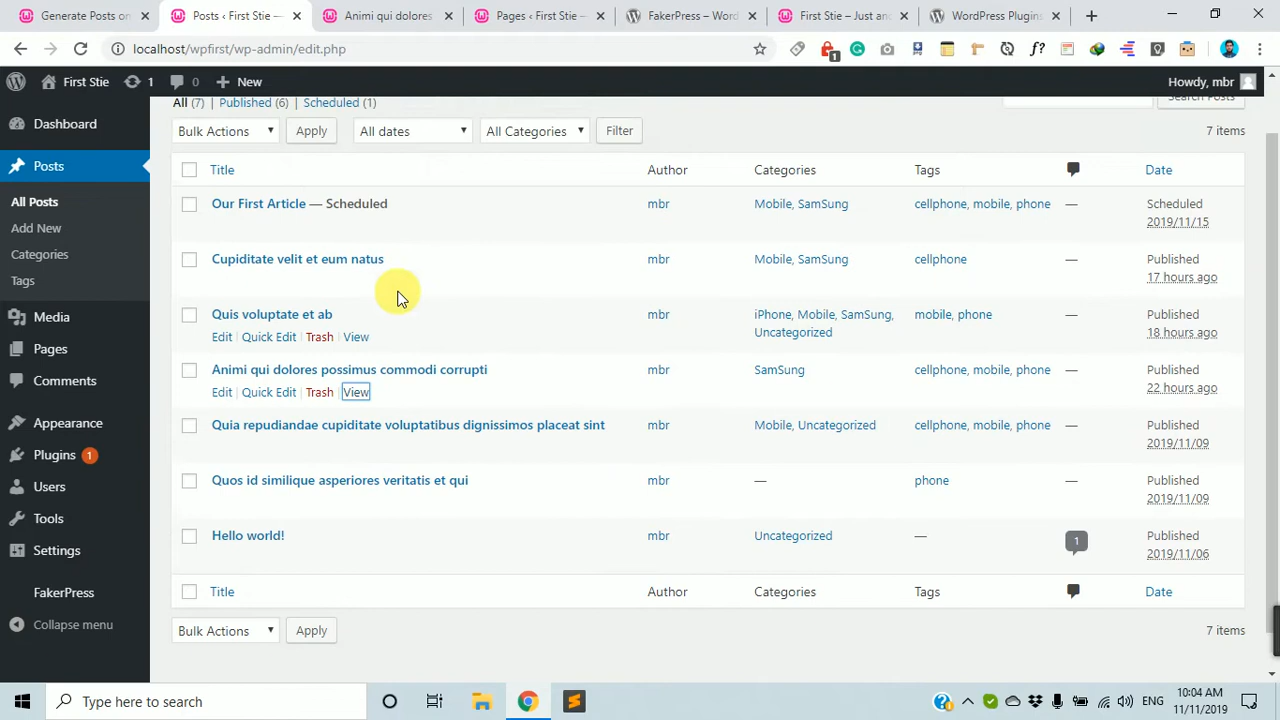 Generate Posts on
Posts ‹ First Stie —
Animi qui dolores
Pages ‹ First Stie —
FakerPress – Word
First Stie – Just an
WordPress Plugins
localhost/wpfirst/wp-admin/edit.php
First Stie
1
0
New
Howdy, mbr
Dashboard
Posts
All Posts
Add New
Categories
Tags
Media
Pages
Comments
Appearance
Plugins 1
Users
Tools
Settings
FakerPress
Collapse menu
All (7) | Published (6) | Scheduled (1)
Search Posts
Bulk Actions
Apply
All dates
All Categories
Filter
7 items
Title Author Categories Tags Date
Our First Article — Scheduled mbr Mobile, SamSung cellphone, mobile, phone — Scheduled
2019/11/15
Cupiditate velit et eum natus mbr Mobile, SamSung cellphone — Published
17 hours ago
Quis voluptate et ab mbr iPhone, Mobile, SamSung, mobile, phone — Published
Edit | Quick Edit | Trash | View Uncategorized 18 hours ago
Animi qui dolores possimus commodi corrupti mbr SamSung cellphone, mobile, phone — Published
Edit | Quick Edit | Trash | View 22 hours ago
Quia repudiandae cupiditate voluptatibus dignissimos placeat sint mbr Mobile, Uncategorized cellphone, mobile, phone — Published
2019/11/09
Quos id similique asperiores veritatis et qui mbr — phone — Published
2019/11/09
Hello world! mbr Uncategorized — 1 Published
2019/11/06
Title Author Categories Tags Date
Bulk Actions
Apply
7 items
Type here to search
ENG
10:04 AM
11/11/2019